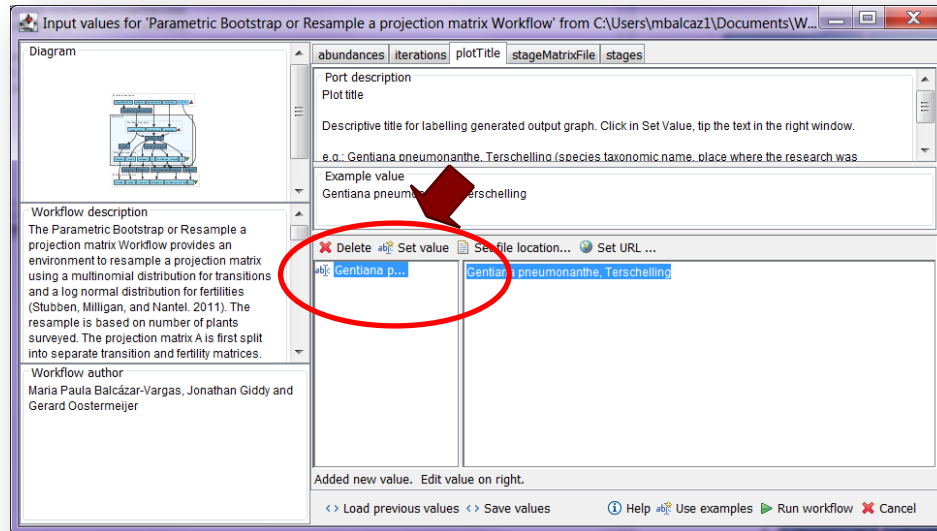 Input values for 'Parametric Bootstrap or Resample a projection matrix Workflow' from C:\Users\mbalcaz1\Documents\W...
Diagram
Workflow description
The Parametric Bootstrap or Resample a
projection matrix Workflow provides an
environment to resample a projection matrix
using a multinomial distribution for transitions
and a log normal distribution for fertilities
(Stubben, Milligan, and Nantel. 2011). The
resample is based on number of plants
surveyed. The projection matrix A is first split
into separate transition and fertility matrices.
Workflow author
Maria Paula Balcázar-Vargas, Jonathan Giddy and
Gerard Oostermeijer
abundances iterations plotTitle stageMatrixFile stages
Port description
Plot title
Descriptive title for labelling generated output graph. Click in Set Value, tip the text in the right window.
e.g.: Gentiana pneumonanthe, Terschelling (species taxonomic name, place where the research was
Example value
Gentiana erschelling
Delete Set value Set file location... Set URL ...
Gentiana p... Gentiana pneumonanthe, Terschelling
Added new value. Edit value on right.
Load previous values Save values Help Use examples Run workflow Cancel